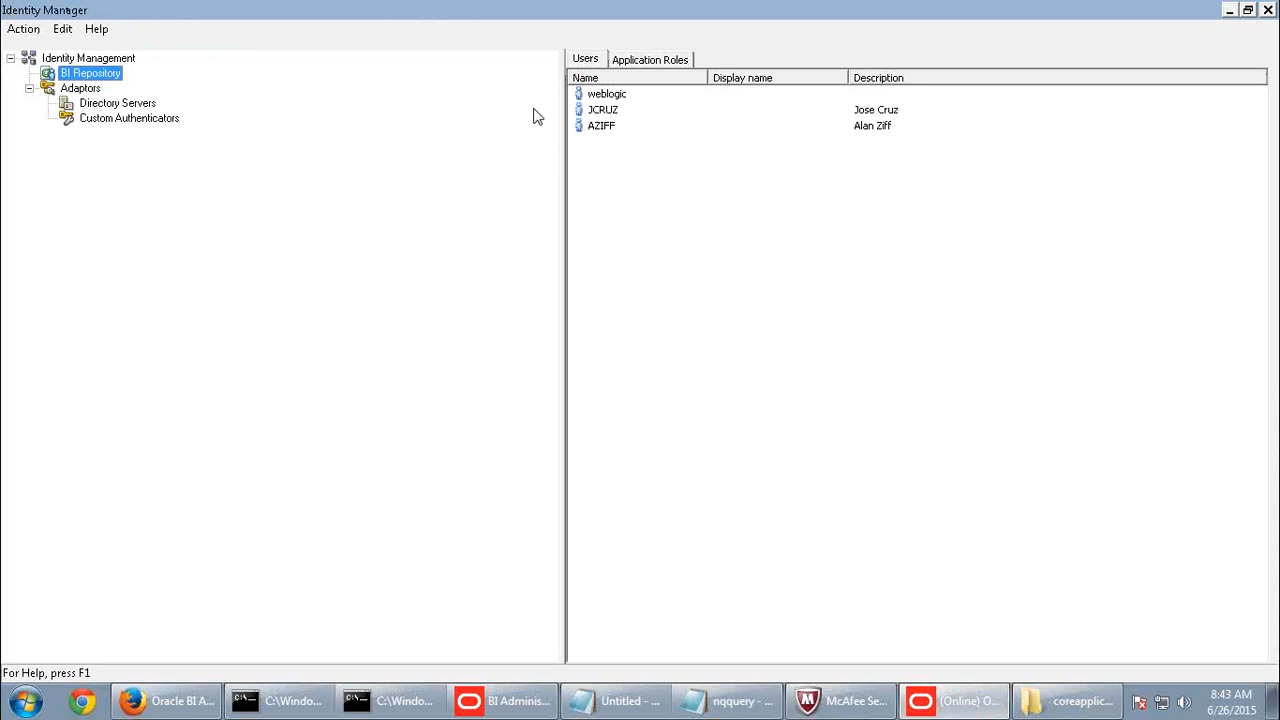 Identity Manager
Action Edit Help
Identity Management
BI Repository
Adaptors
Directory Servers
Custom Authenticators
Users Application Roles
Name Display name Description
weblogic
JCRUZ Jose Cruz
AZIFF Alan Ziff
For Help, press F1
Oracle BI A... C:\Windo... C:\Windo... BI Adminis... Untitled - ... nqquery - ... McAfee Se... (Online) O... coreapplic...
8:43 AM
6/26/2015